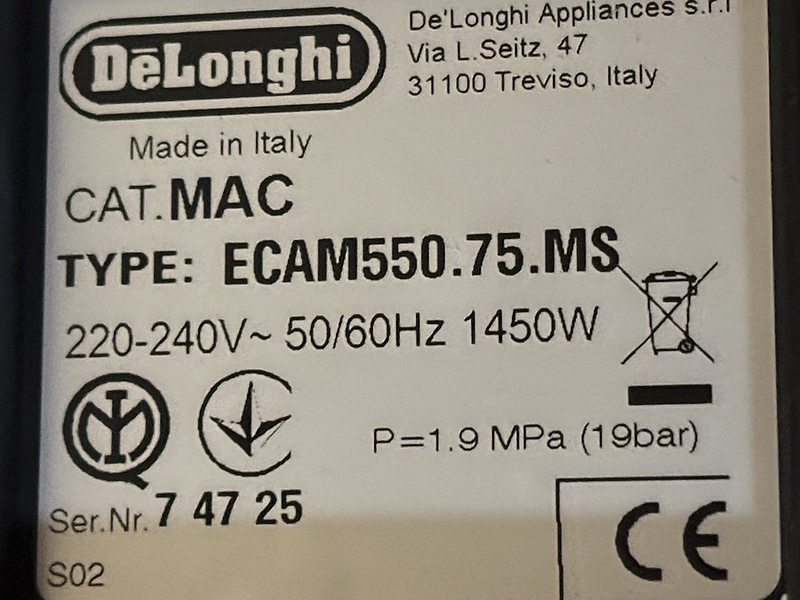 DeLonghi
De'Longhi Appliances s.r.l
Via L.Seitz, 47
31100 Treviso, Italy
Made in Italy
CAT.MAC
TYPE: ECAM550.75.MS
220-240V~ 50/60Hz 1450W
P=1.9 MPa (19bar)
Ser.Nr. 7 47 25
S02
CE